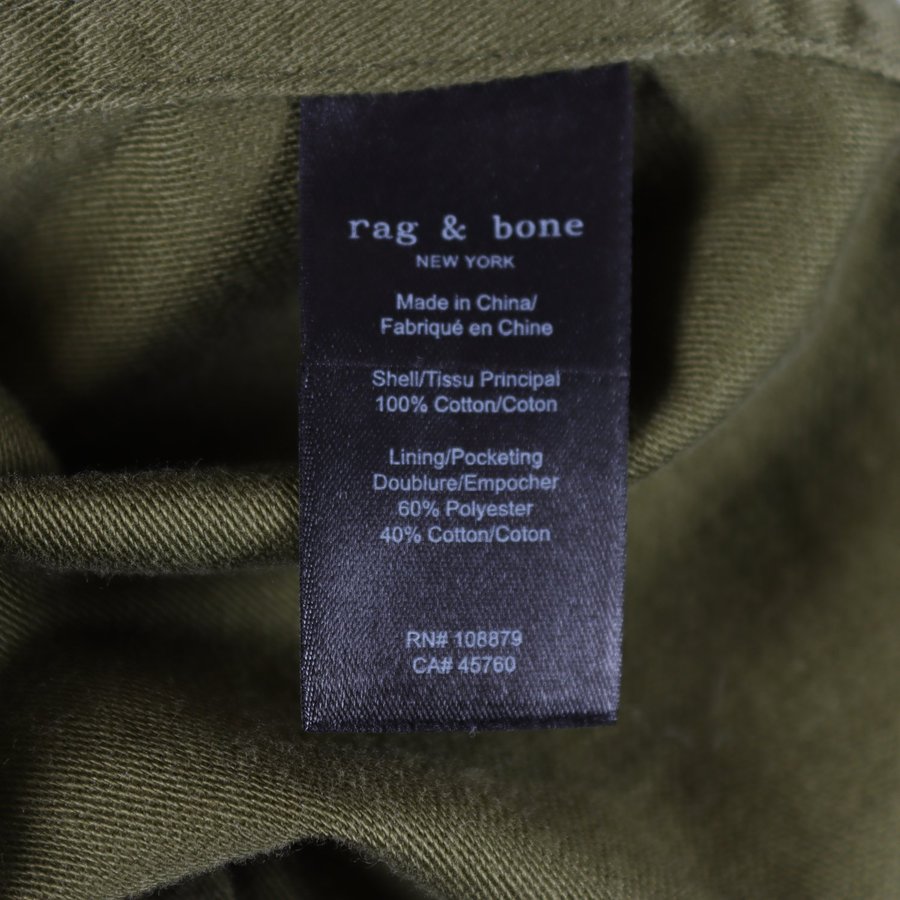 rag & bone
NEW YORK
Made in China/
Fabriqué en Chine
Shell/Tissu Principal
100% Cotton/Coton
Lining/Pocketing
Doublure/Empocher
60% Polyester
40% Cotton/Coton
RN# 108879
CA# 45760